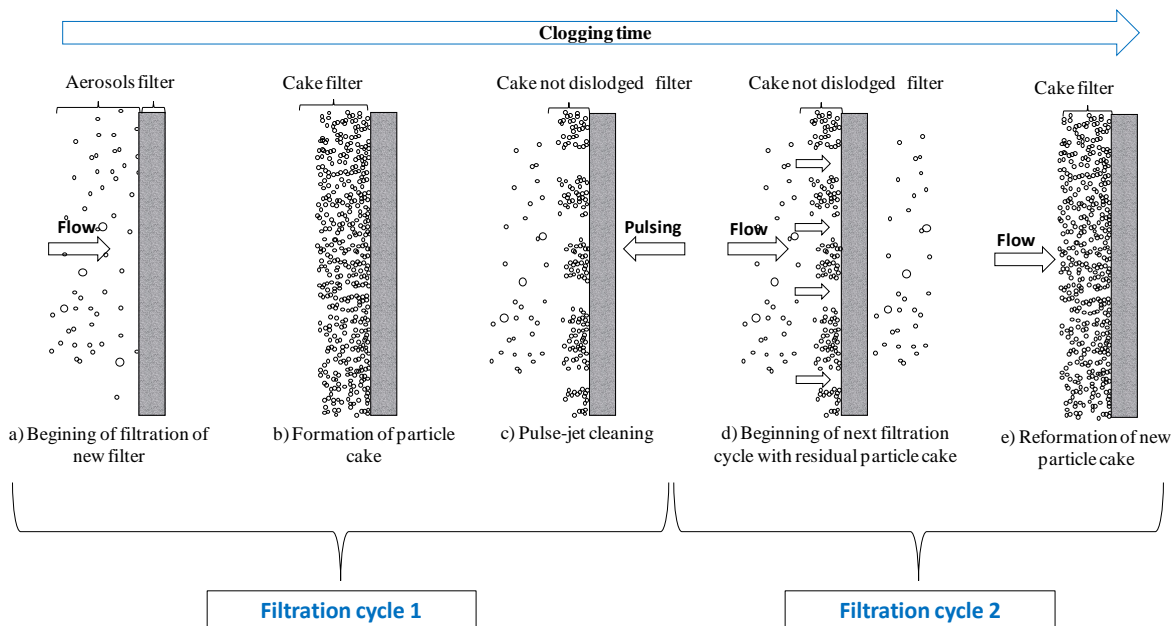 Clogging time
Aerosols filter
Cake filter
Cake not dislodged filter
Cake not dislodged filter
Cake filter
Flow
Pulsing
Flow
Flow
a) Begining of filtration of
new filter
b) Formation of particle
cake
c) Pulse-jet cleaning
d) Beginning of next filtration
cycle with residual particle cake
e) Reformation of new
particle cake
Filtration cycle 1
Filtration cycle 2